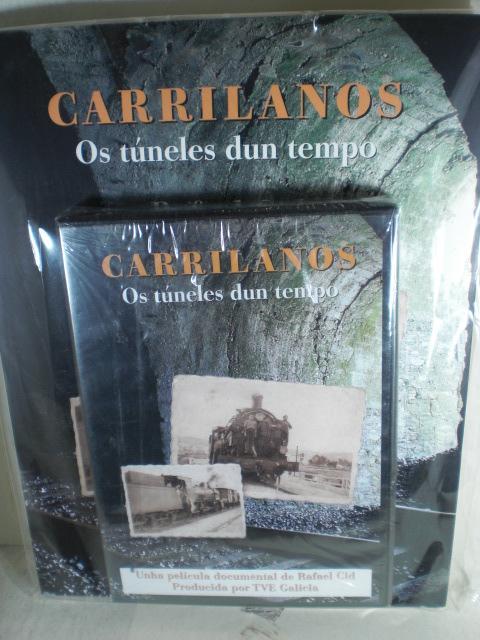 CARRILANOS
Os túneles dun tempo
CARRILANOS
Os túneles dun tempo
Unha película documental de Rafael Cid
Producida por TVE Galicia